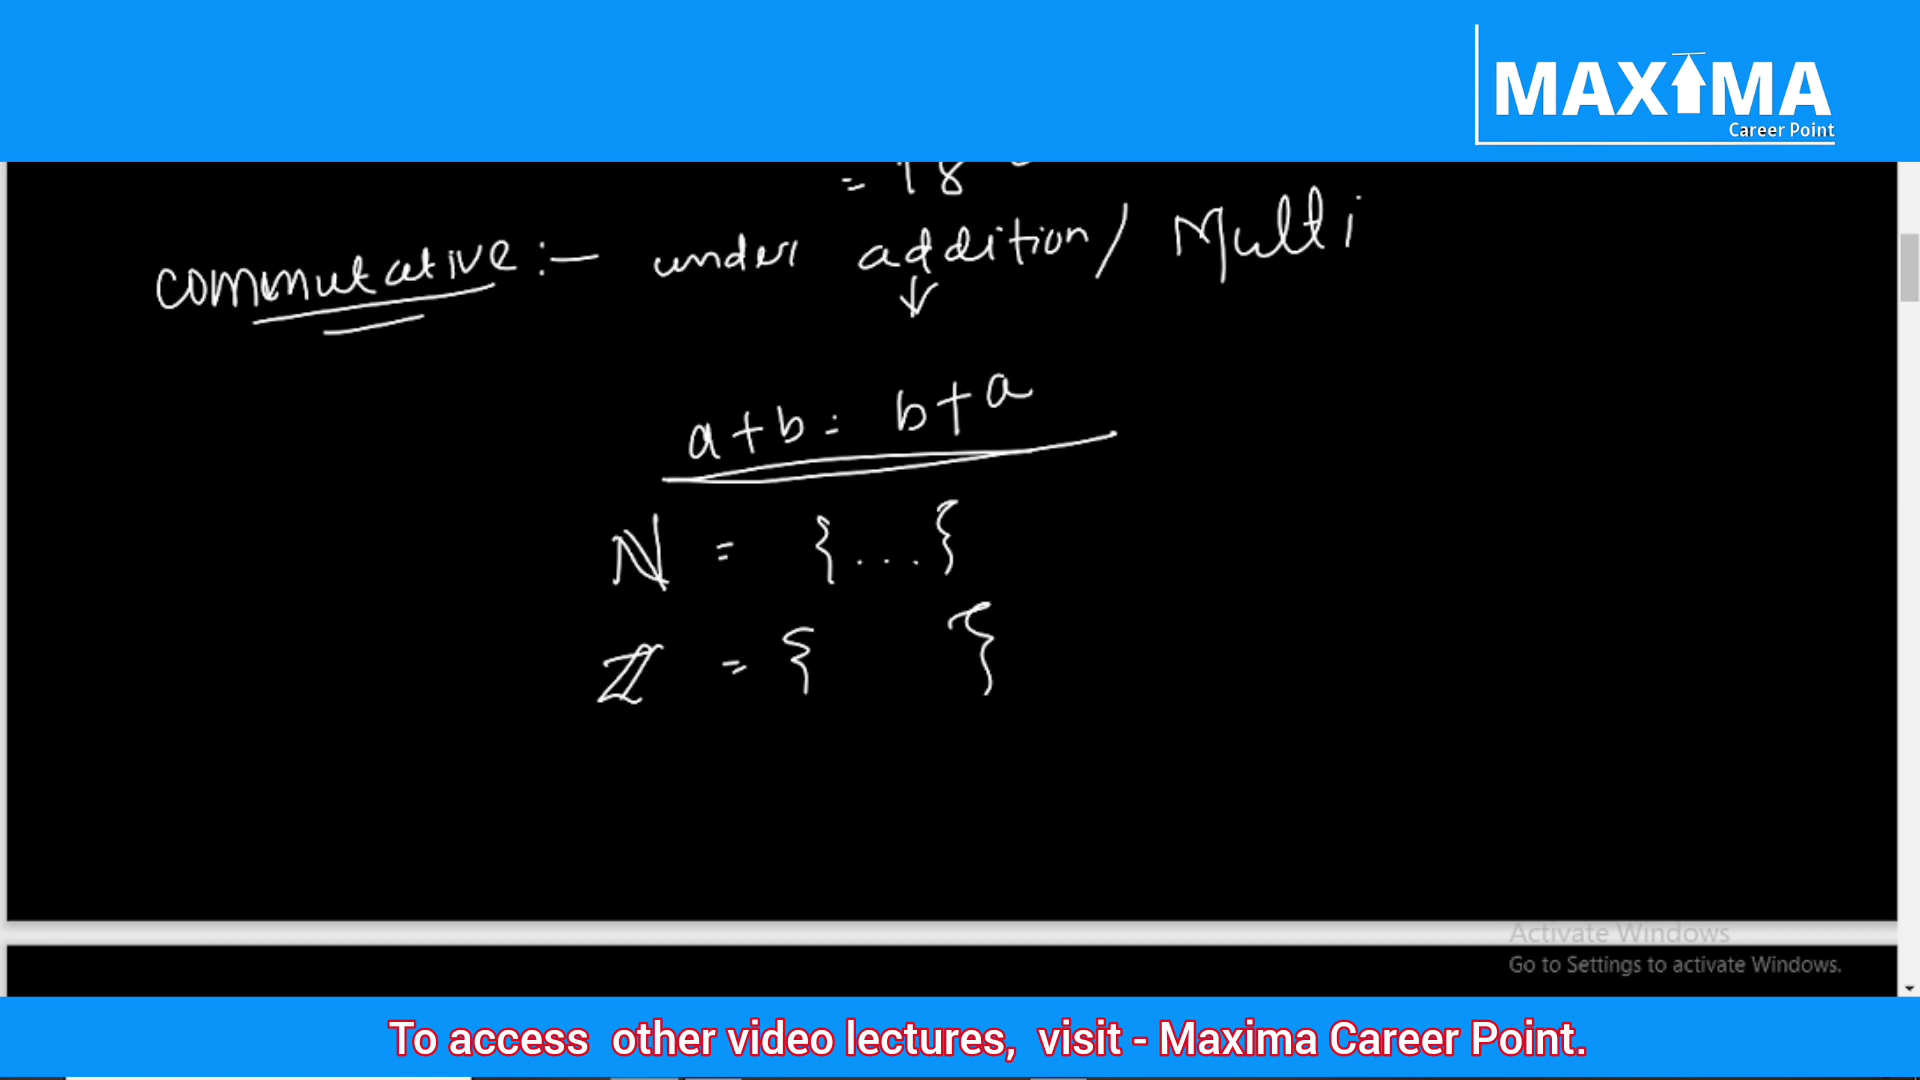 MAXIMA
Career Point
= 18
Commutative :- under addition / Multi
↓
a + b = b + a
N = {...}
Z = { }
Activate Windows
Go to Settings to activate Windows.
To access other video lectures, visit - Maxima Career Point.